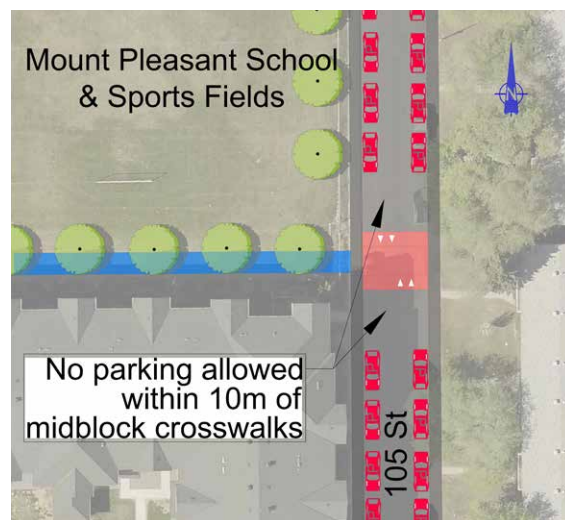 Mount Pleasant School
& Sports Fields
N
No parking allowed
within 10m of
midblock crosswalks
105 St